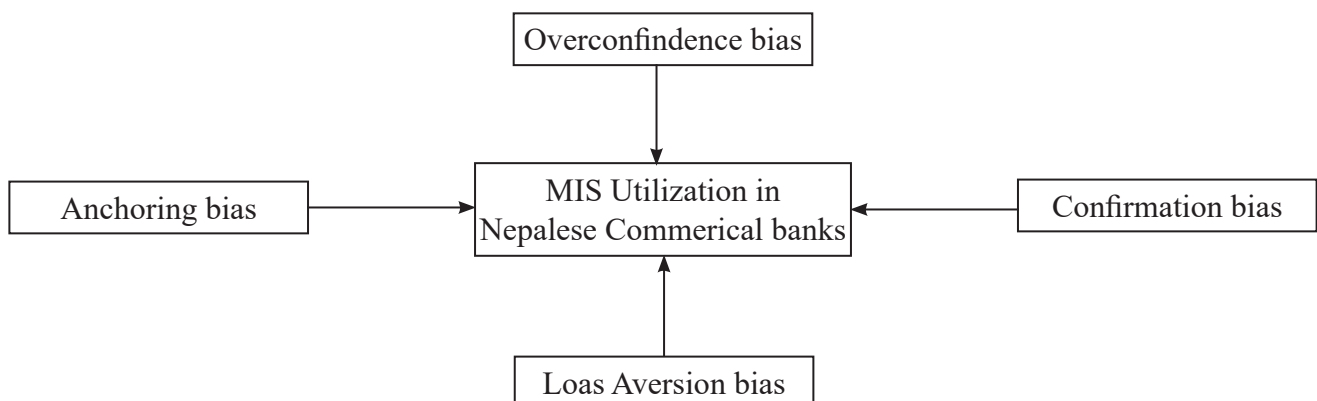 Overconfindence bias
Anchoring bias
MIS Utilization in
Nepalese Commerical banks
Confirmation bias
Loas Aversion bias